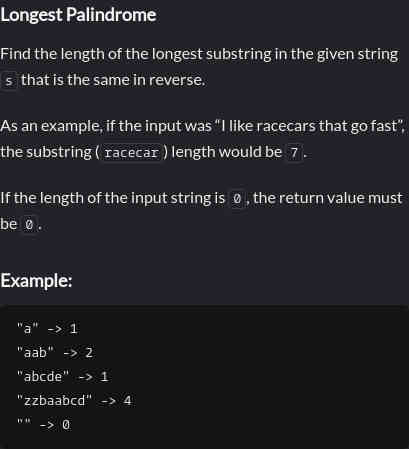 Longest Palindrome
Find the length of the longest substring in the given string
s that is the same in reverse.
As an example, if the input was “I like racecars that go fast”,
the substring ( racecar ) length would be 7 .
If the length of the input string is 0 , the return value must
be 0 .
Example:
"a" -> 1
"aab" -> 2
"abcde" -> 1
"zzbaabcd" -> 4
"" -> 0